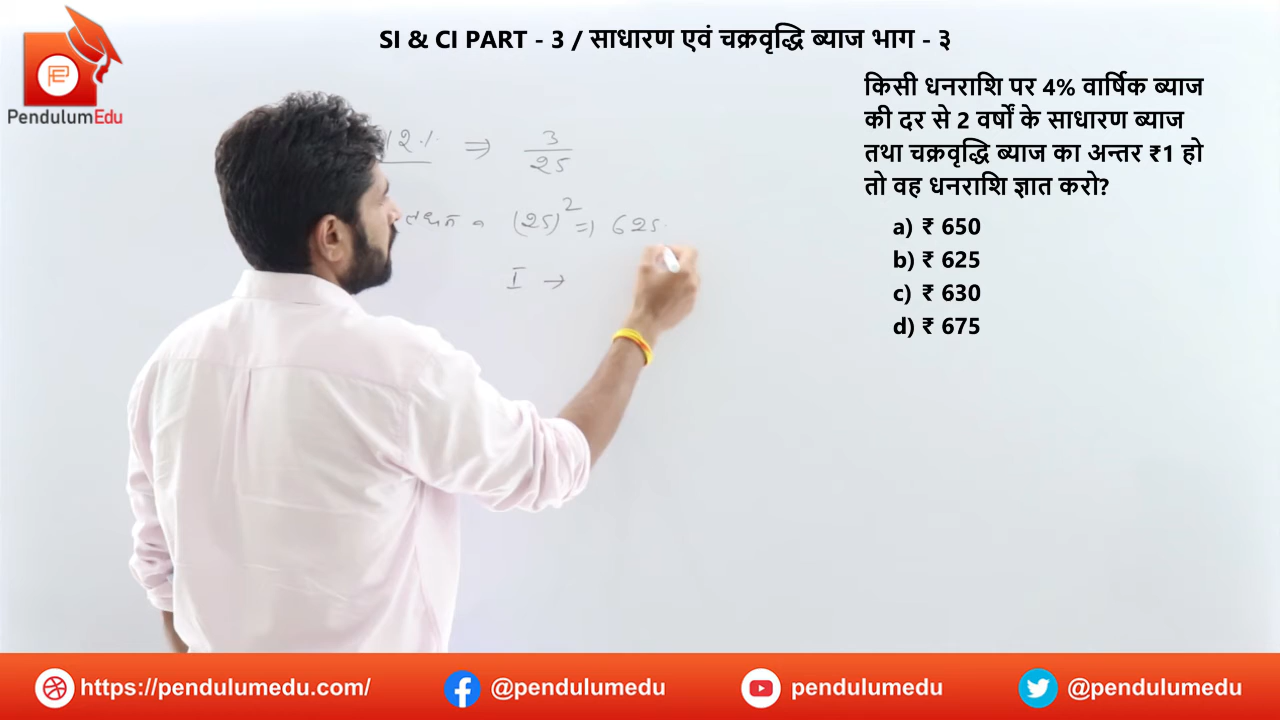 SI & CI PART - 3 / साधारण एवं चक्रवृद्धि ब्याज भाग - ३
PendulumEdu
किसी धनराशि पर 4% वार्षिक ब्याज
की दर से 2 वर्षों के साधारण ब्याज
तथा चक्रवृद्धि ब्याज का अन्तर ₹1 हो
तो वह धनराशि ज्ञात करो?
a) ₹ 650
b) ₹ 625
c) ₹ 630
d) ₹ 675
12% ⇒ 3/25
(25)² =) 625
I →
https://pendulumedu.com/
@pendulumedu
pendulumedu
@pendulumedu